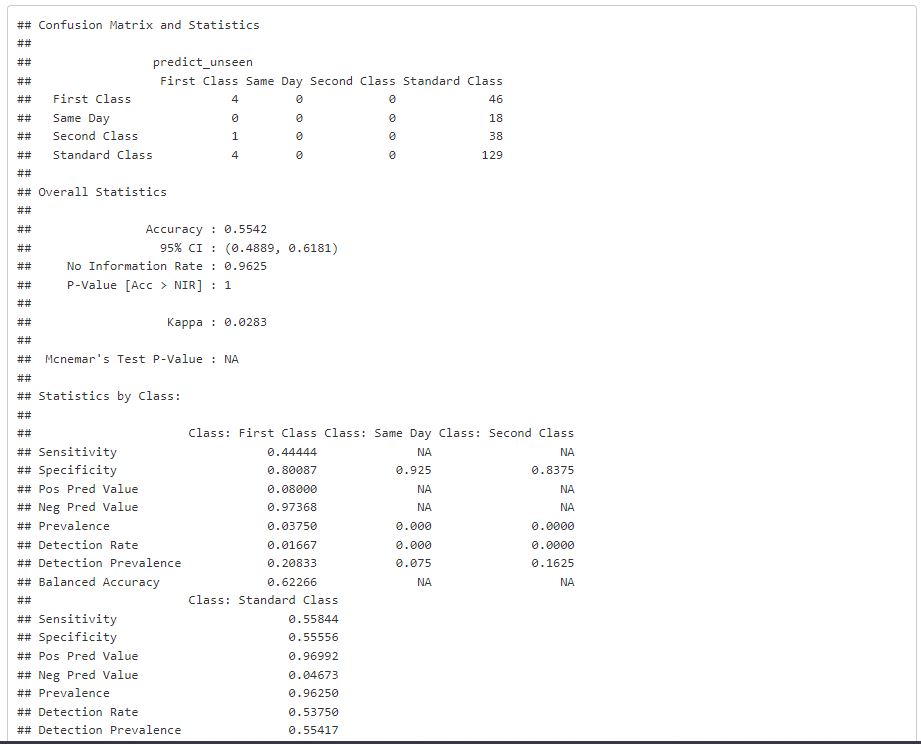 ## Confusion Matrix and Statistics
##
##                 predict_unseen
##                  First Class Same Day Second Class Standard Class
##   First Class              4        0            0             46
##   Same Day                 0        0            0             18
##   Second Class             1        0            0             38
##   Standard Class           4        0            0            129
##
## Overall Statistics
##
##                Accuracy : 0.5542
##                  95% CI : (0.4889, 0.6181)
##     No Information Rate : 0.9625
##     P-Value [Acc > NIR] : 1
##
##                   Kappa : 0.0283
##
##  Mcnemar's Test P-Value : NA
##
## Statistics by Class:
##
##                      Class: First Class Class: Same Day Class: Second Class
## Sensitivity                     0.44444              NA                  NA
## Specificity                     0.80087           0.925              0.8375
## Pos Pred Value                  0.08000              NA                  NA
## Neg Pred Value                  0.97368              NA                  NA
## Prevalence                      0.03750           0.000              0.0000
## Detection Rate                  0.01667           0.000              0.0000
## Detection Prevalence            0.20833           0.075              0.1625
## Balanced Accuracy               0.62266              NA                  NA
##                      Class: Standard Class
## Sensitivity                        0.55844
## Specificity                        0.55556
## Pos Pred Value                     0.96992
## Neg Pred Value                     0.04673
## Prevalence                         0.96250
## Detection Rate                     0.53750
## Detection Prevalence               0.55417